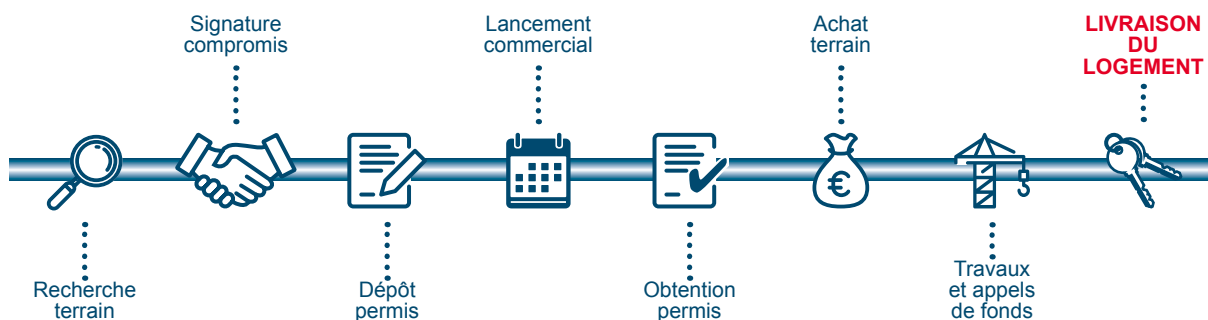 Signature
compromis
Lancement
commercial
Achat
terrain
LIVRAISON
DU
LOGEMENT
€
Recherche
terrain
Dépôt
permis
Obtention
permis
Travaux
et appels
de fonds